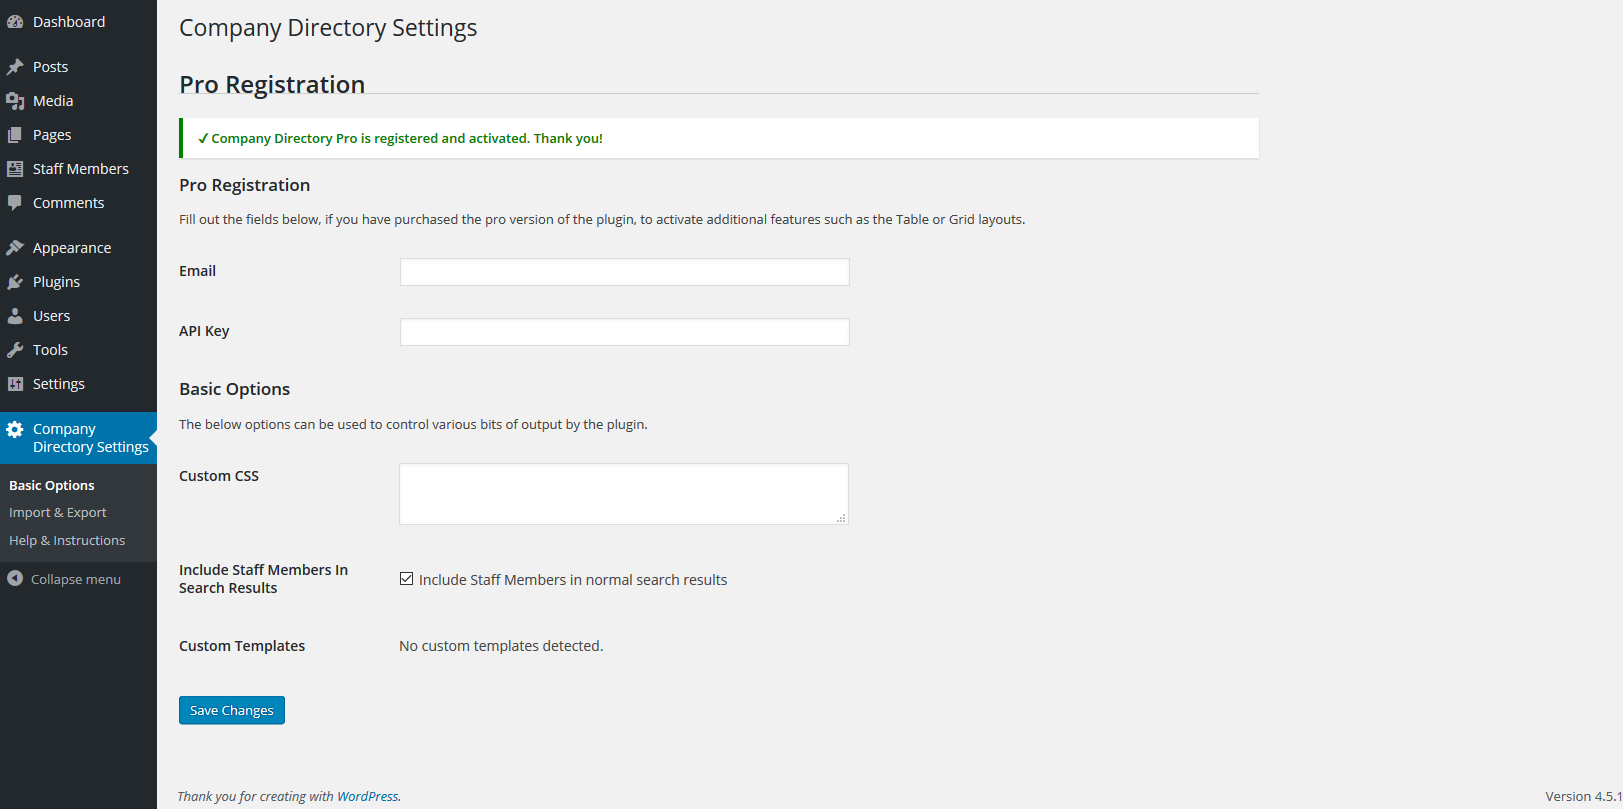 Dashboard
Posts
Media
Pages
Staff Members
Comments
Appearance
Plugins
Users
Tools
Settings
Company
Directory Settings
Basic Options
Import & Export
Help & Instructions
Collapse menu
Company Directory Settings
Pro Registration
✓ Company Directory Pro is registered and activated. Thank you!
Pro Registration
Fill out the fields below, if you have purchased the pro version of the plugin, to activate additional features such as the Table or Grid layouts.
Email
API Key
Basic Options
The below options can be used to control various bits of output by the plugin.
Custom CSS
Include Staff Members In
Search Results
Include Staff Members in normal search results
Custom Templates
No custom templates detected.
Save Changes
Thank you for creating with WordPress.
Version 4.5.1